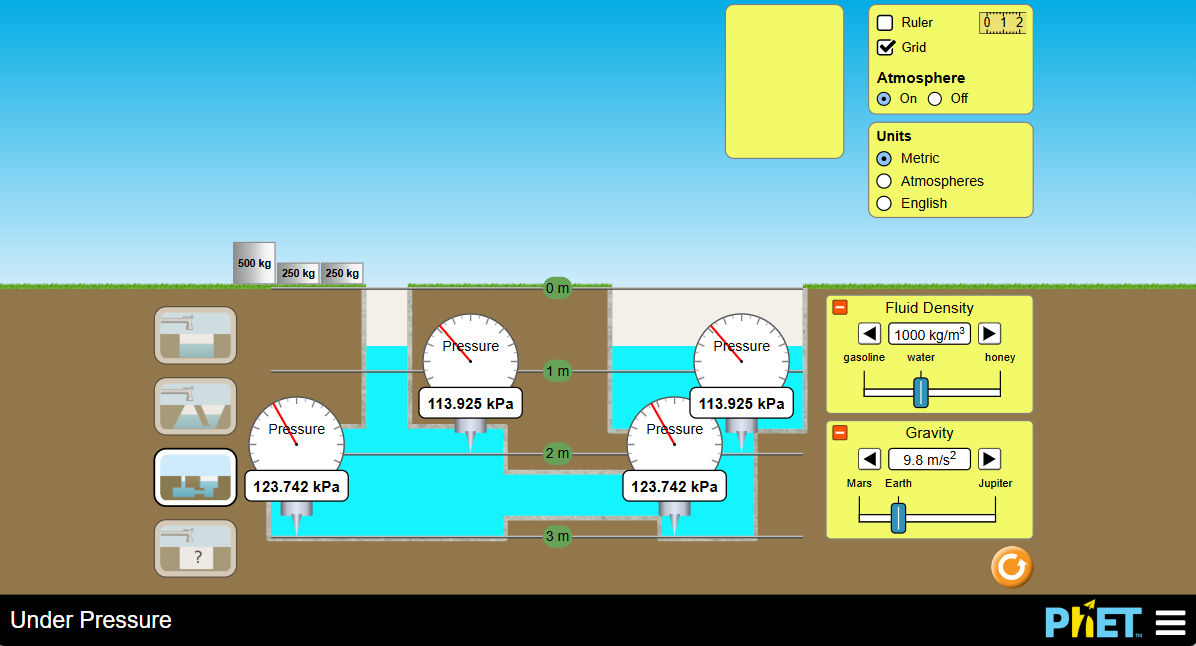 Ruler
0 1 2
Grid
Atmosphere
On Off
Units
Metric
Atmospheres
English
500 kg
250 kg
250 kg
0 m
1 m
2 m
3 m
Pressure
113.925 kPa
Pressure
113.925 kPa
Pressure
123.742 kPa
Pressure
123.742 kPa
?
Fluid Density
1000 kg/m³
gasoline water honey
Gravity
9.8 m/s²
Mars Earth Jupiter
Under Pressure
PhET™